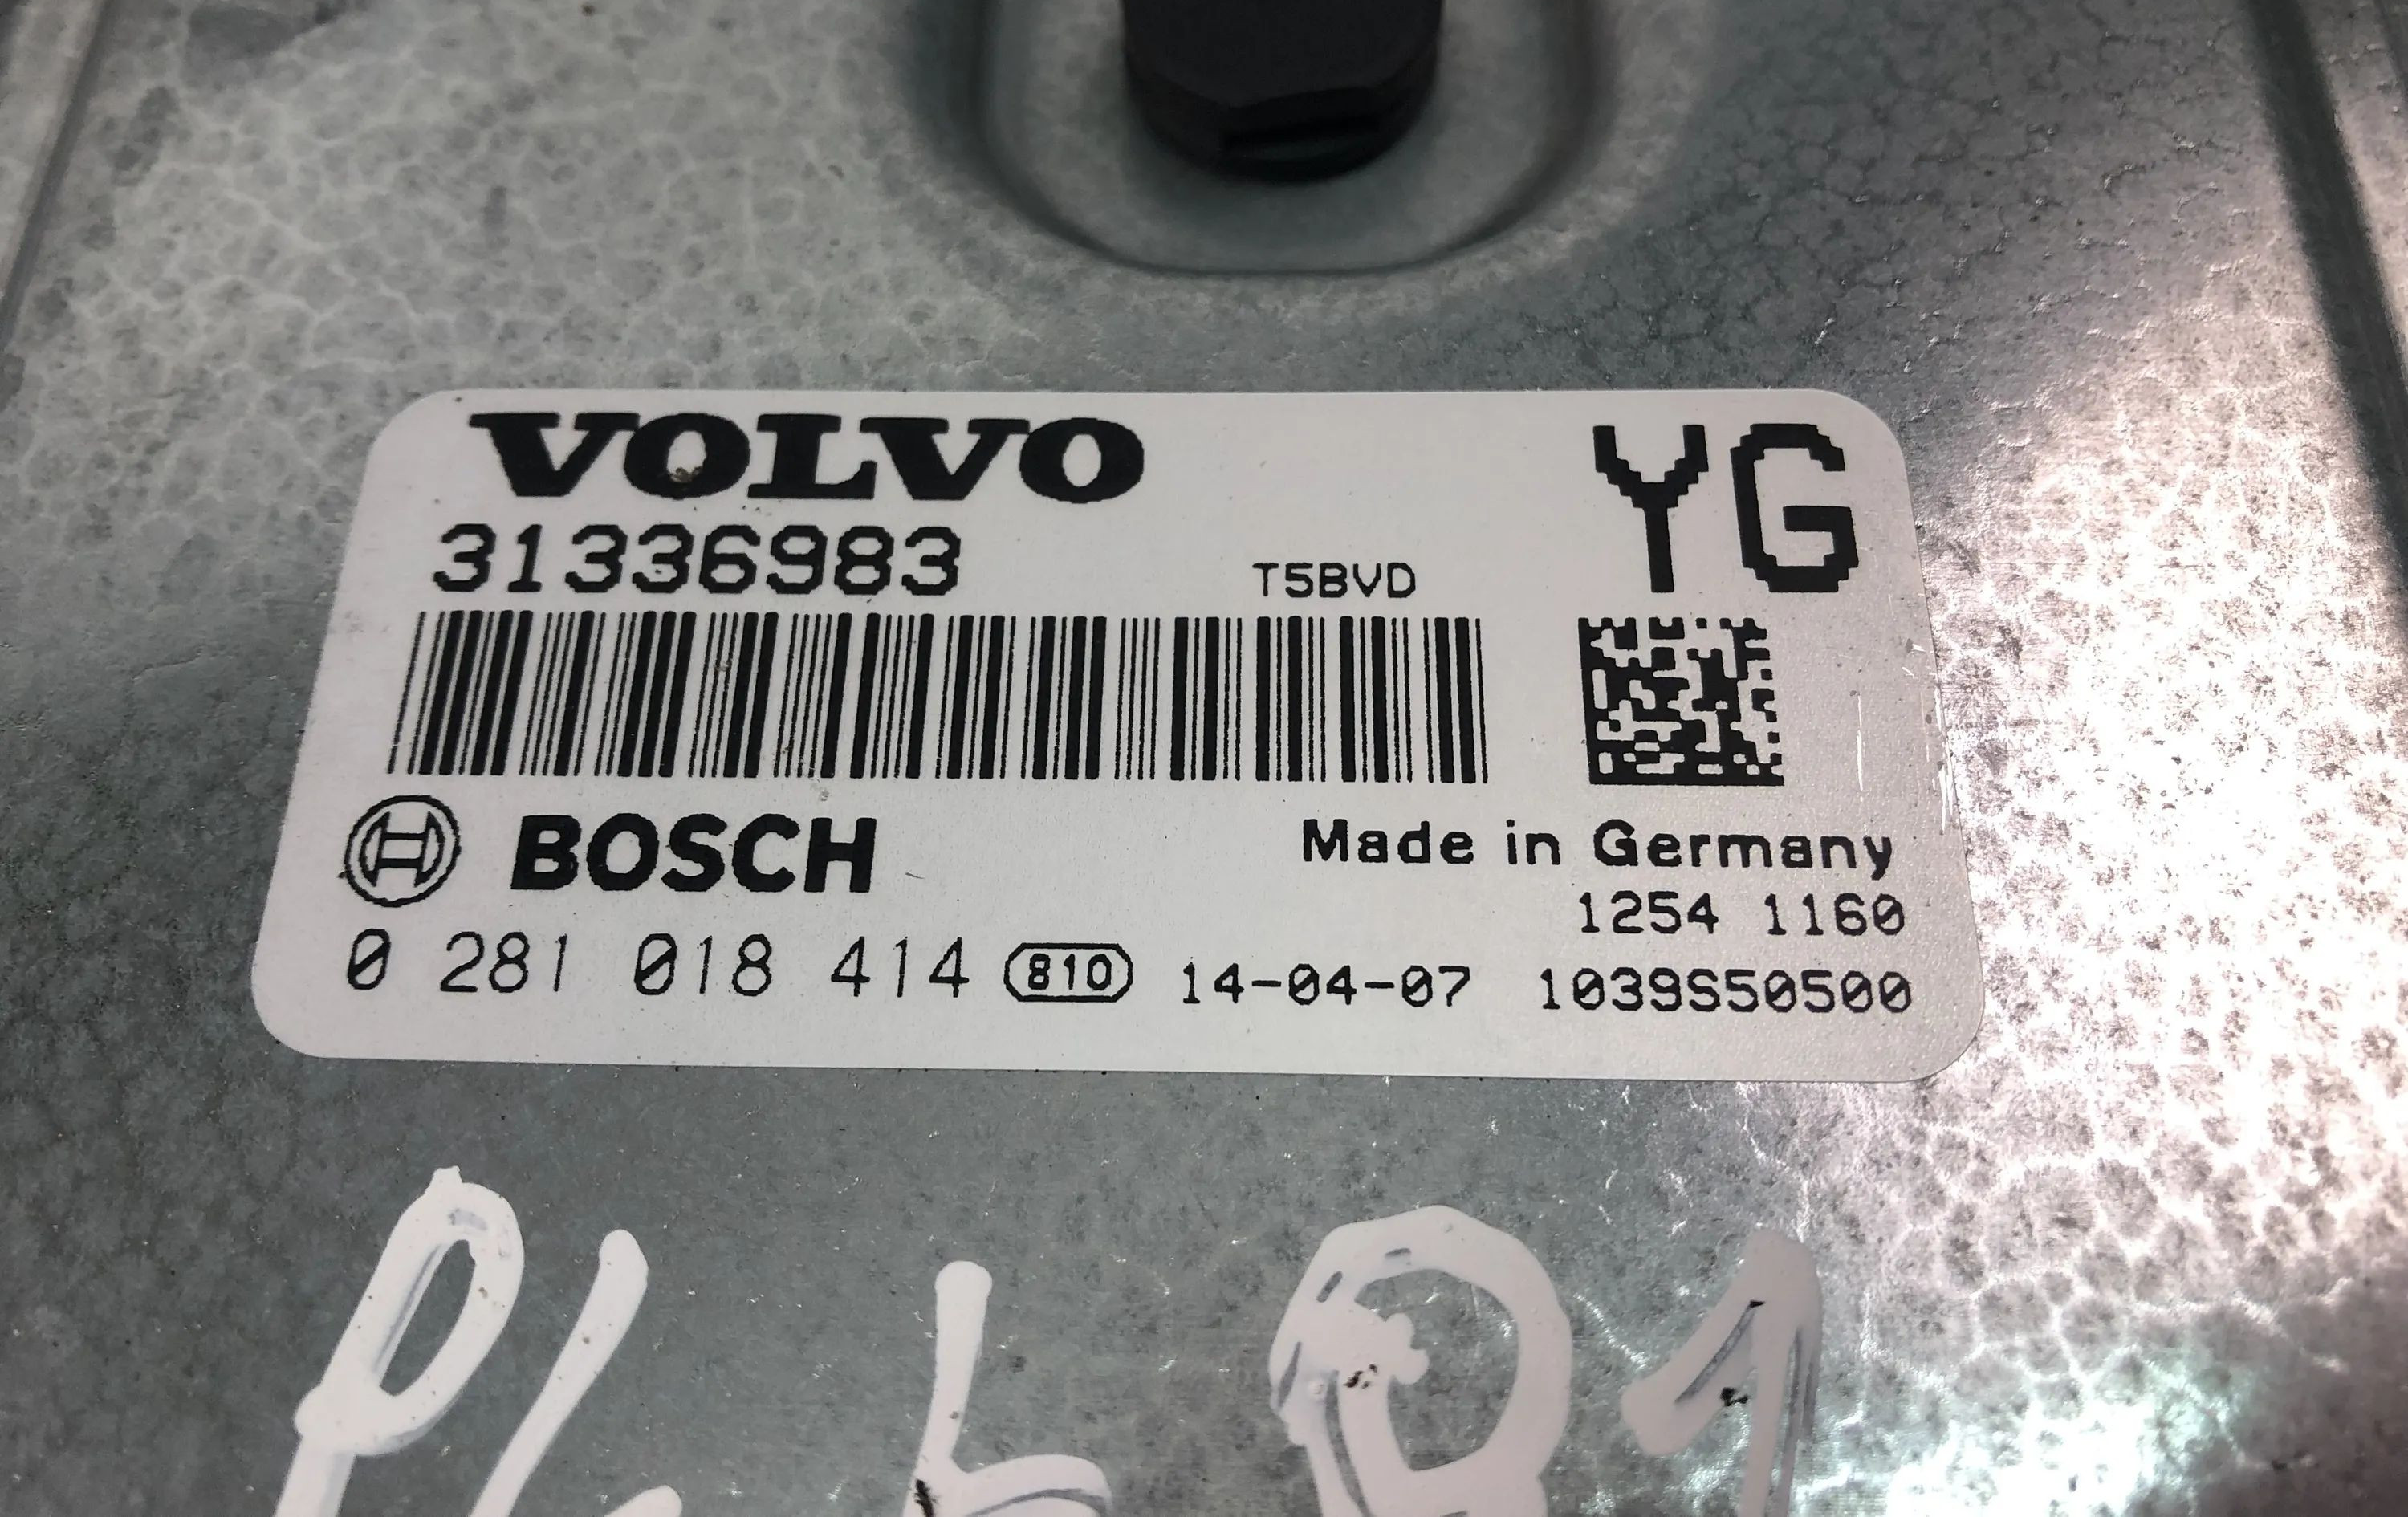 VOLVO YG
31336983 T5BVD
BOSCH Made in Germany
1254 1160
0 281 018 414 810 14-04-07 1039S50500